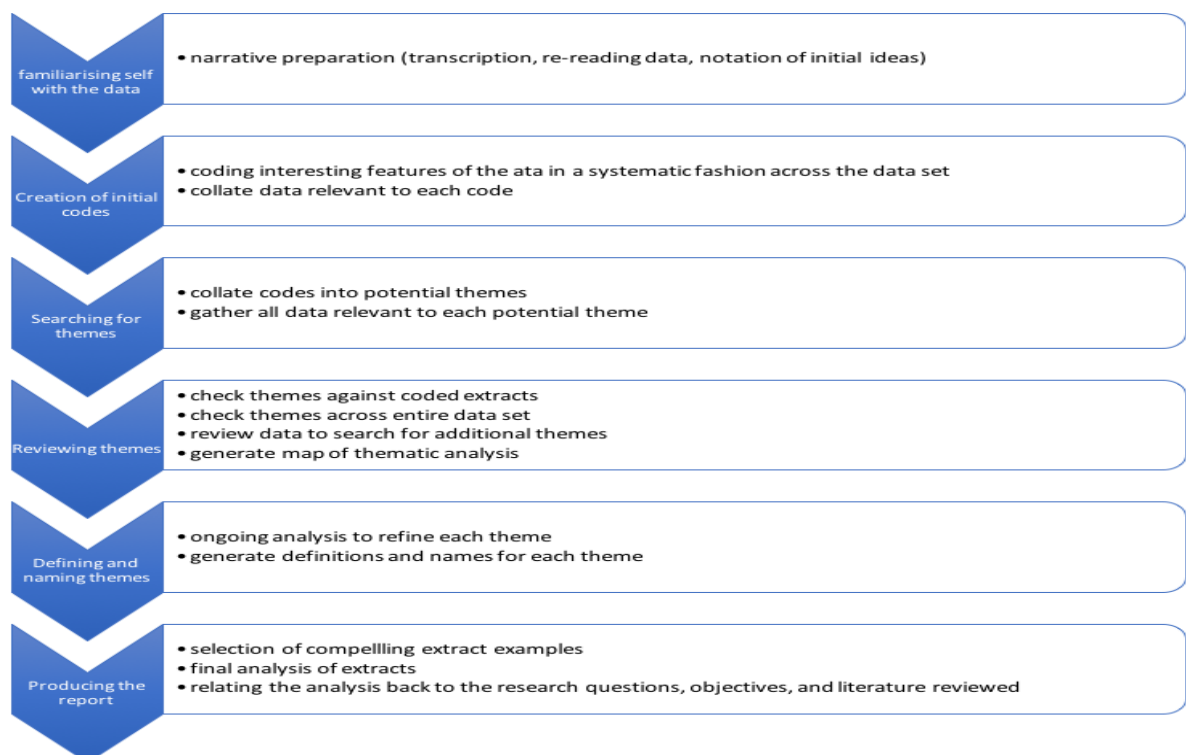 familiarising self
with the data
• narrative preparation (transcription, re-reading data, notation of initial ideas)
Creation of initial
codes
• coding interesting features of the ata in a systematic fashion across the data set
• collate data relevant to each code
Searching for
themes
• collate codes into potential themes
• gather all data relevant to each potential theme
Reviewing themes
• check themes against coded extracts
• check themes across entire data set
• review data to search for additional themes
• generate map of thematic analysis
Defining and
naming themes
• ongoing analysis to refine each theme
• generate definitions and names for each theme
Producing the
report
• selection of compellling extract examples
• final analysis of extracts
• relating the analysis back to the research questions, objectives, and literature reviewed